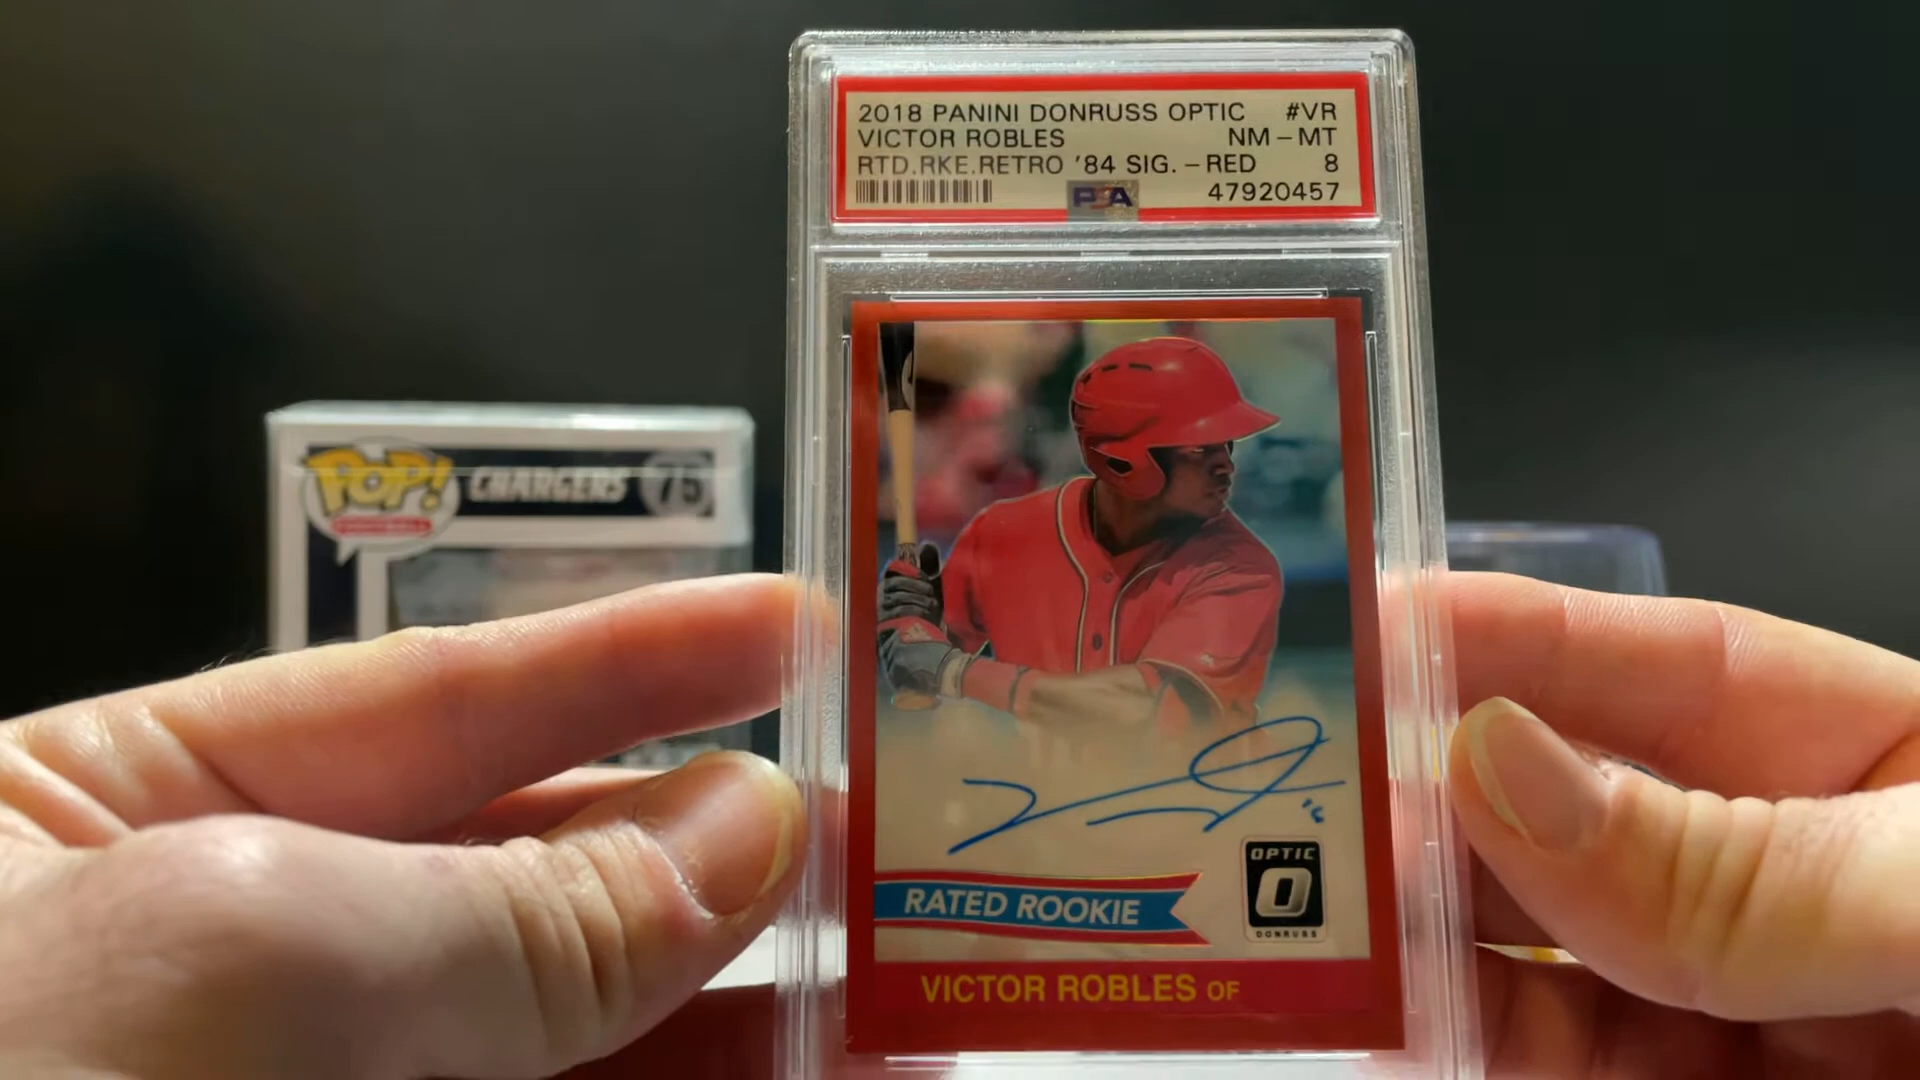 2018 PANINI DONRUSS OPTIC #VR
VICTOR ROBLES NM - MT
RTD.RKE.RETRO '84 SIG. - RED 8
PSA 47920457
POP! CHARGERS 75
FOOTBALL
OPTIC
O
DONRUSS
RATED ROOKIE
VICTOR ROBLES OF